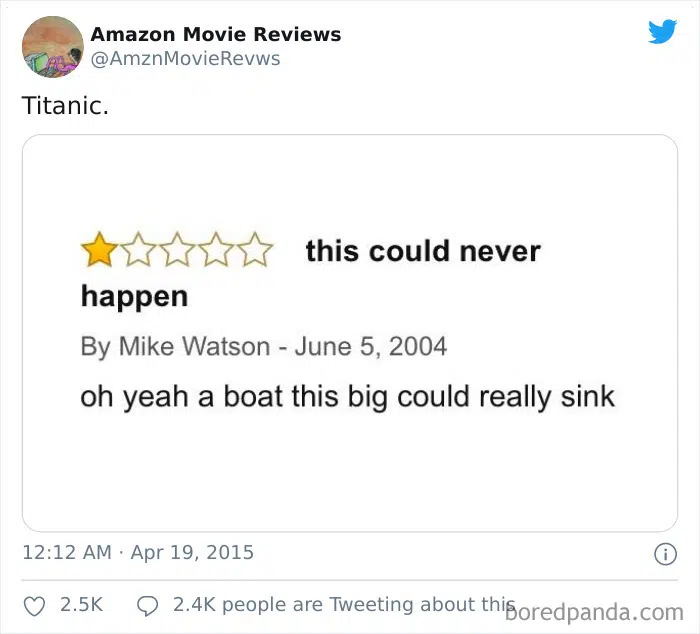 Amazon Movie Reviews
@AmznMovieRevws
Titanic.
this could never
happen
By Mike Watson - June 5, 2004
oh yeah a boat this big could really sink
12:12 AM · Apr 19, 2015
2.5K 2.4K people are Tweeting about this
boredpanda.com